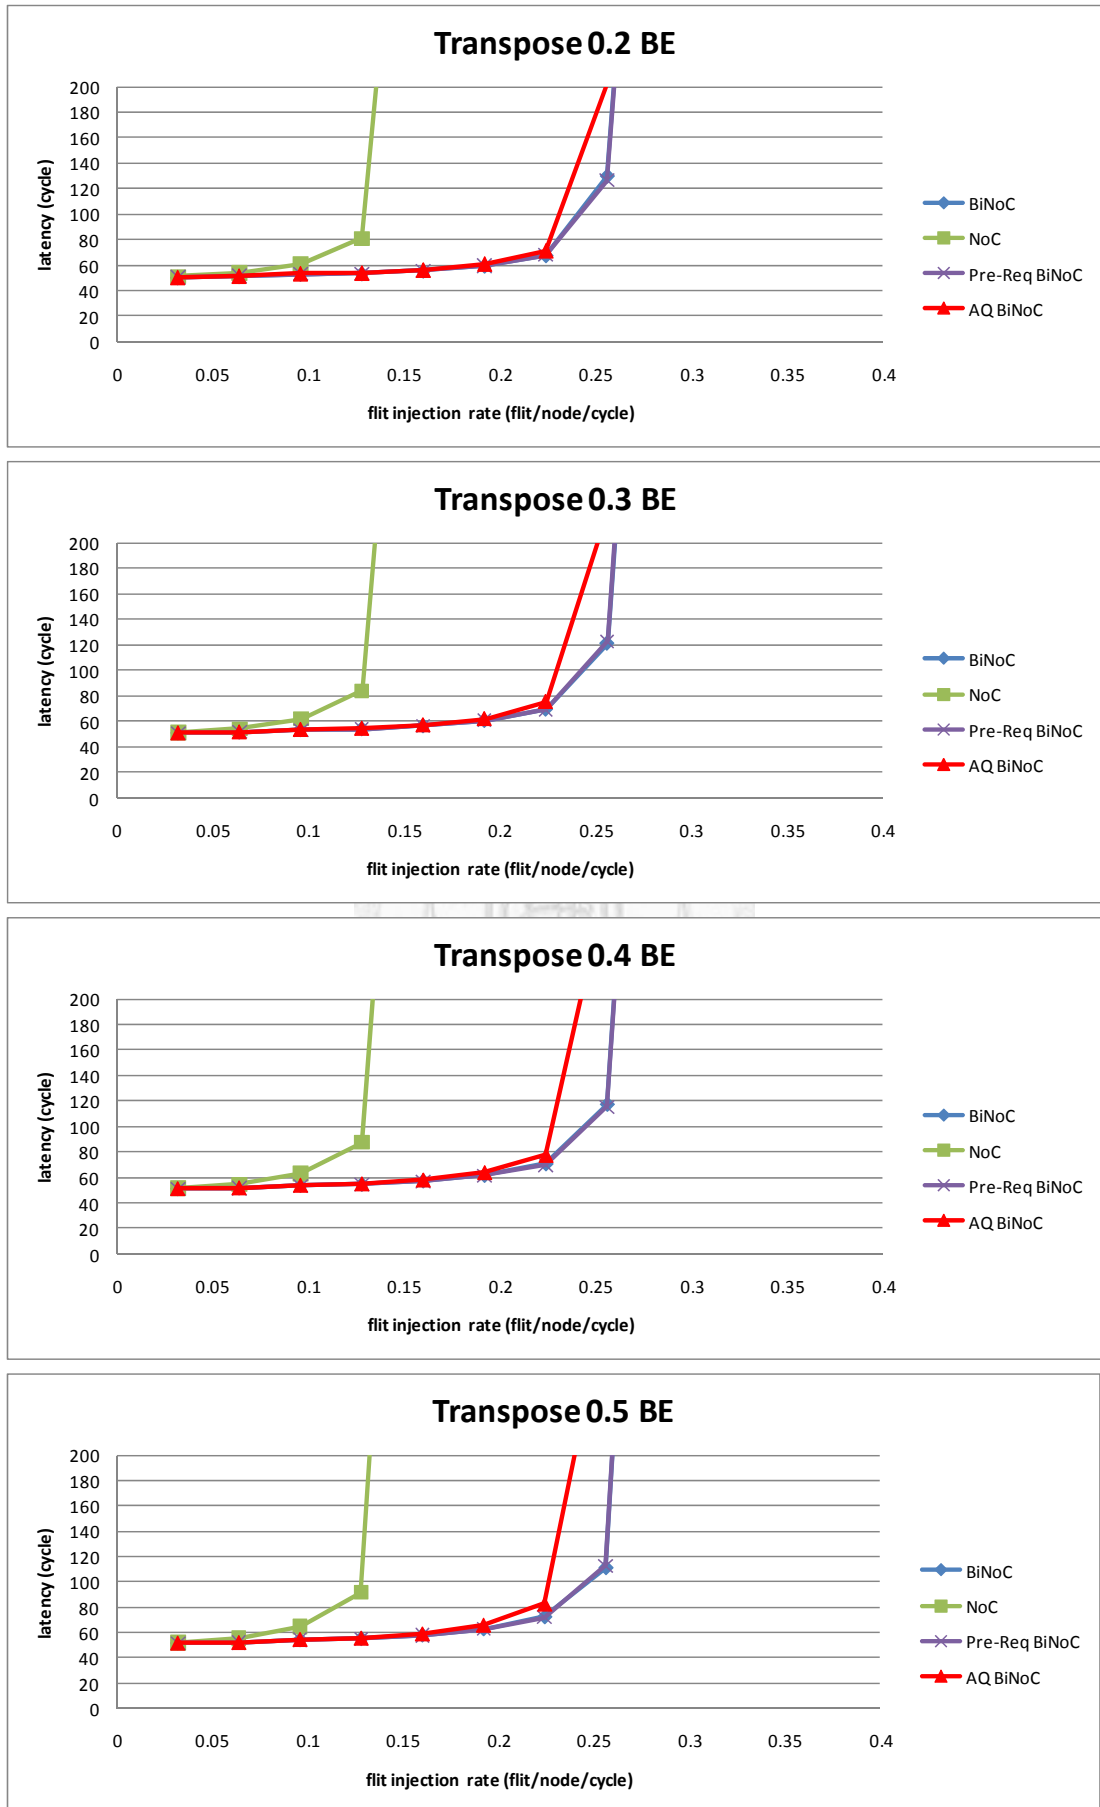 Transpose 0.2 BE
latency (cycle)
200
180
160
140
120
100
80
60
40
20
0
0 0.05 0.1 0.15 0.2 0.25 0.3 0.35 0.4
flit injection rate (flit/node/cycle)
BiNoC
NoC
Pre-Req BiNoC
AQ BiNoC
Transpose 0.3 BE
latency (cycle)
200
180
160
140
120
100
80
60
40
20
0
0 0.05 0.1 0.15 0.2 0.25 0.3 0.35 0.4
flit injection rate (flit/node/cycle)
BiNoC
NoC
Pre-Req BiNoC
AQ BiNoC
Transpose 0.4 BE
latency (cycle)
200
180
160
140
120
100
80
60
40
20
0
0 0.05 0.1 0.15 0.2 0.25 0.3 0.35 0.4
flit injection rate (flit/node/cycle)
BiNoC
NoC
Pre-Req BiNoC
AQ BiNoC
Transpose 0.5 BE
latency (cycle)
200
180
160
140
120
100
80
60
40
20
0
0 0.05 0.1 0.15 0.2 0.25 0.3 0.35 0.4
flit injection rate (flit/node/cycle)
BiNoC
NoC
Pre-Req BiNoC
AQ BiNoC